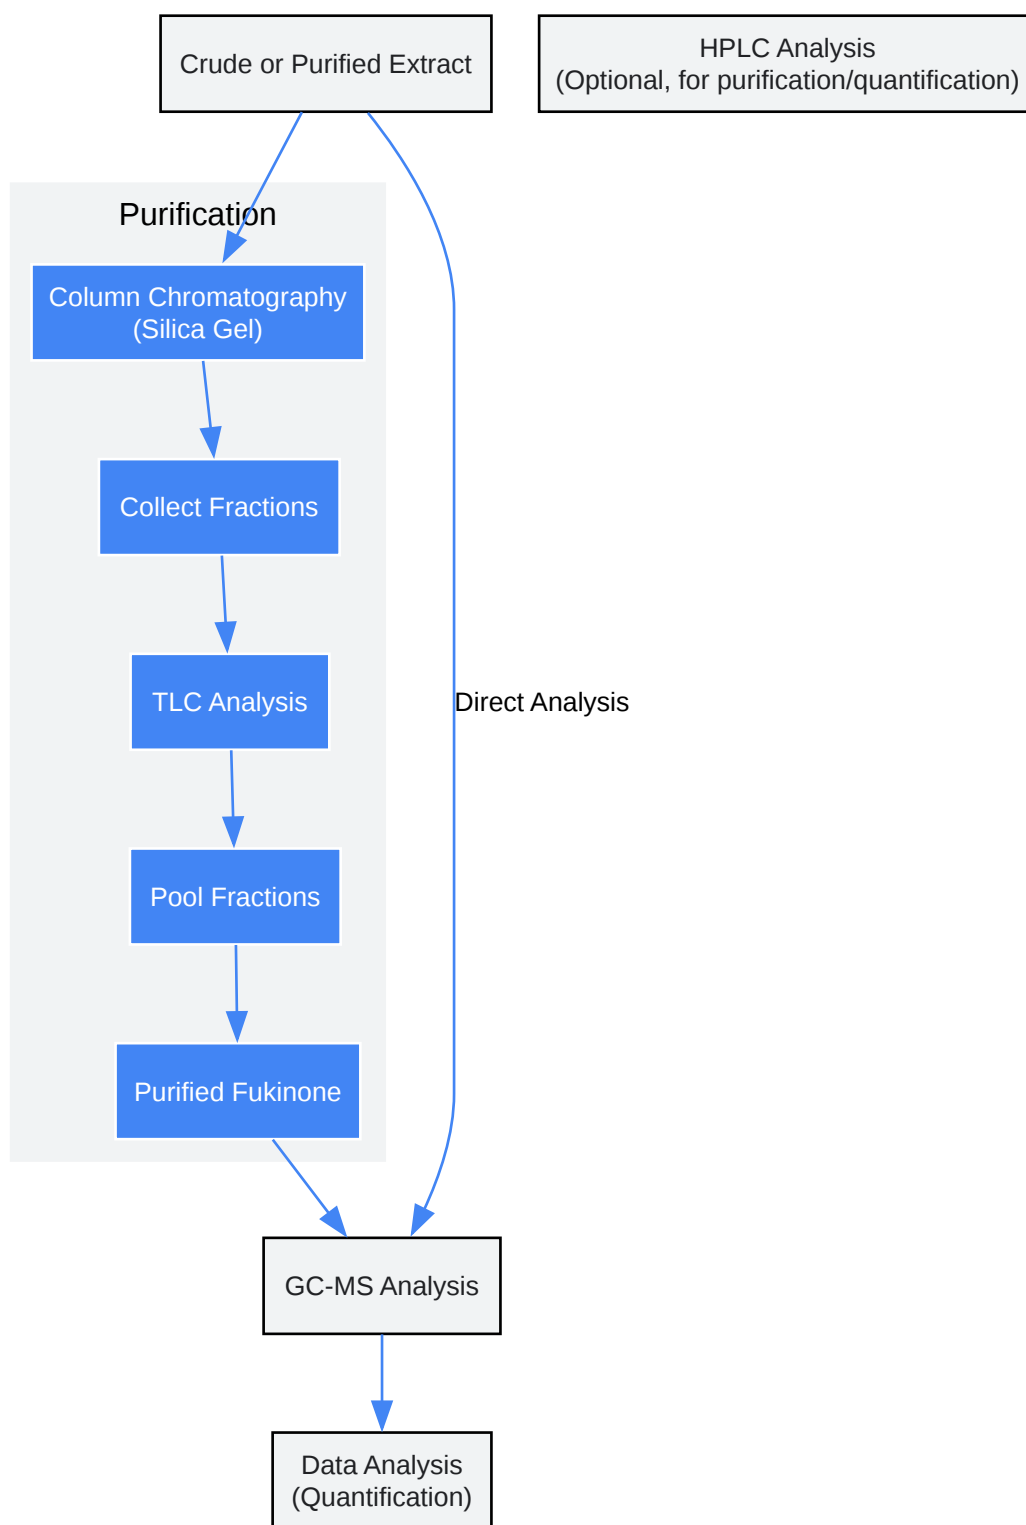 Crude or Purified Extract
HPLC Analysis
(Optional, for purification/quantification)
Purification
Column Chromatography
(Silica Gel)
Collect Fractions
TLC Analysis
Direct Analysis
Pool Fractions
Purified Fukinone
GC-MS Analysis
Data Analysis
(Quantification)